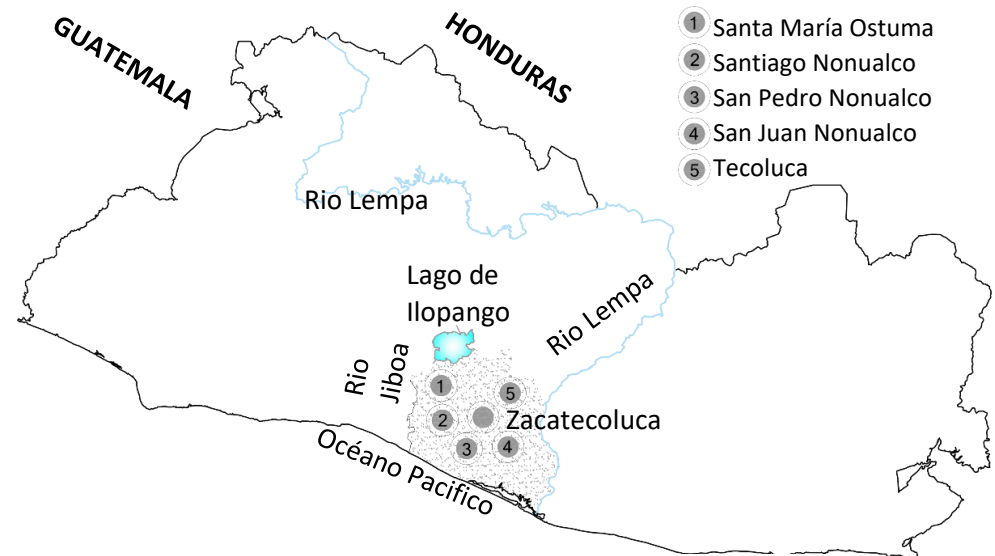 GUATEMALA
HONDURAS
1 Santa María Ostuma
2 Santiago Nonualco
3 San Pedro Nonualco
4 San Juan Nonualco
5 Tecoluca
Rio Lempa
Lago de
Ilopango
Rio Lempa
Rio
Jiboa
1
5
2
Zacatecoluca
3
4
Océano Pacifico